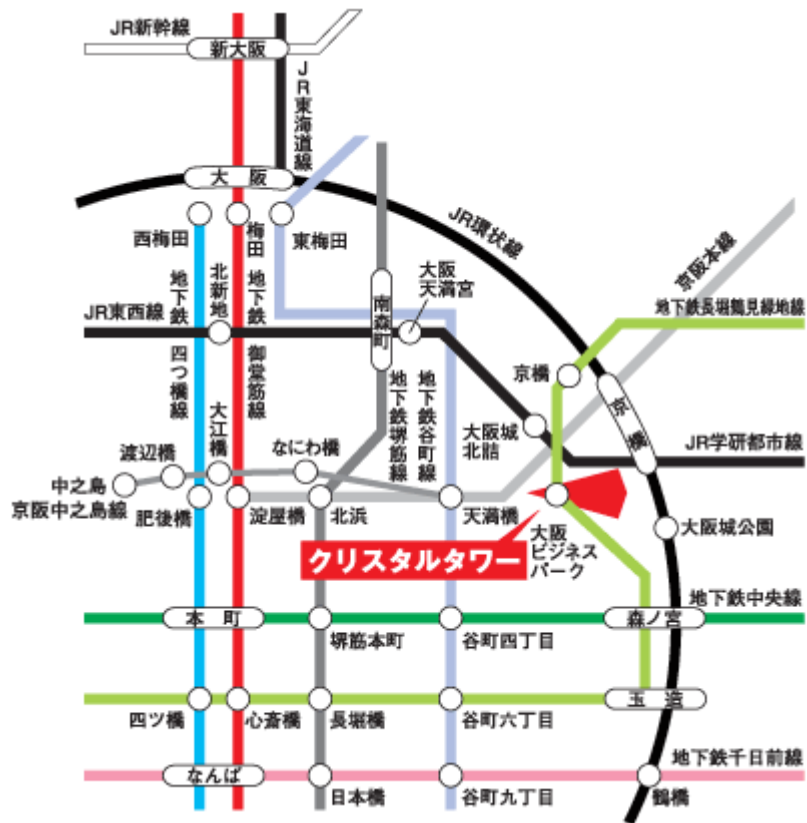 JR新幹線
新大阪
JR東海道線
大阪
JR環状線
西梅田
梅田
東梅田
京阪本線
大阪
天満宮
南森町
地下鉄長堀鶴見緑地線
北新地
JR東西線
地下鉄四つ橋線
地下鉄御堂筋線
地下鉄堺筋線
地下鉄谷町線
京橋
京橋
大阪城
北詰
JR学研都市線
大江橋
なにわ橋
渡辺橋
中之島
京阪中之島線
肥後橋
淀屋橋
北浜
天満橋
大阪
ビジネス
パーク
大阪城公園
クリスタルタワー
地下鉄中央線
本町
堺筋本町
谷町四丁目
森ノ宮
四ツ橋
心斎橋
長堀橋
谷町六丁目
玉造
地下鉄千日前線
なんば
日本橋
谷町九丁目
鶴橋